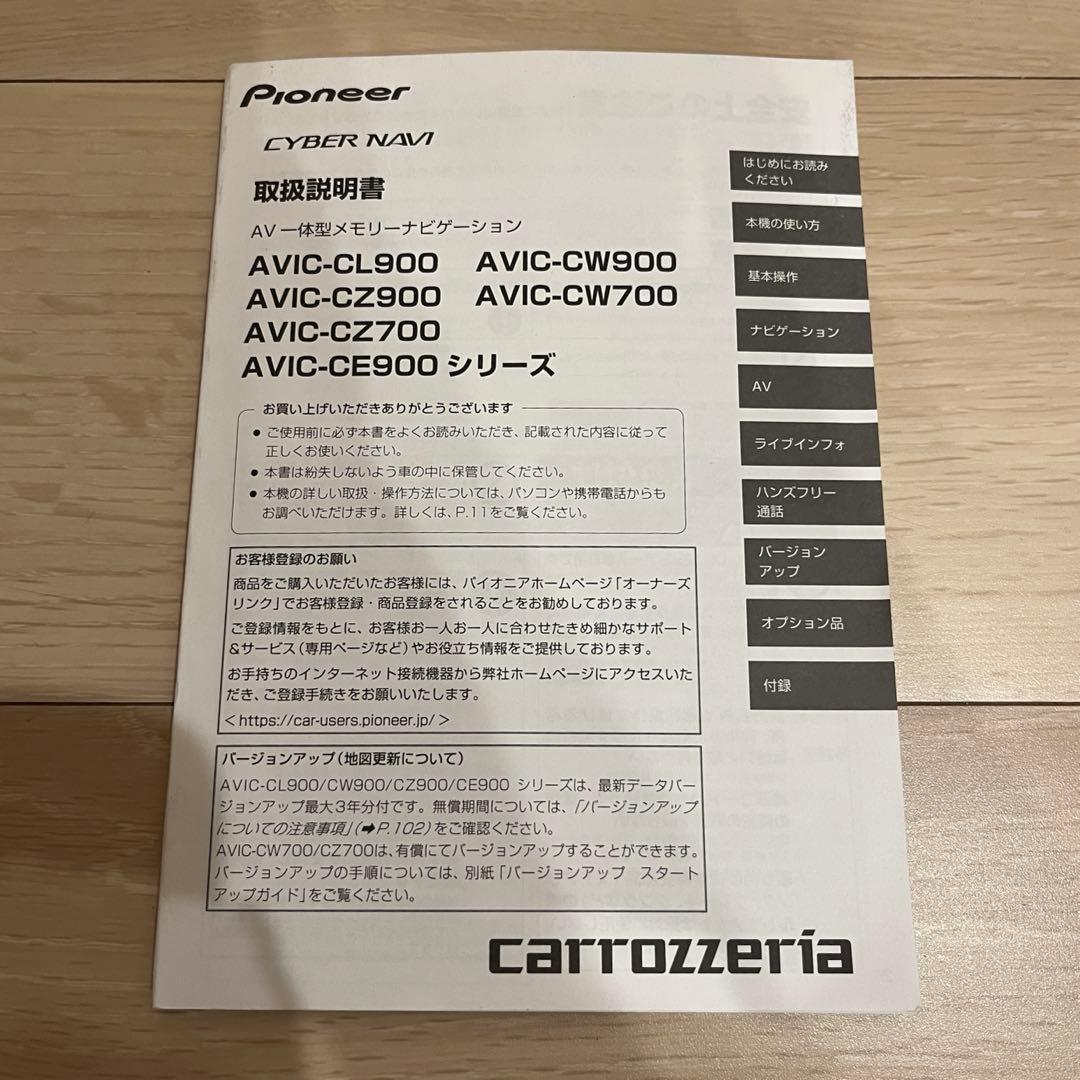 Pioneer
CYBER NAVI
取扱説明書
AV 一体型メモリーナビゲーション
AVIC-CL900 AVIC-CW900
AVIC-CZ900 AVIC-CW700
AVIC-CZ700
AVIC-CE900 シリーズ
お買い上げいただきありがとうございます
● ご使用前に必ず本書をよくお読みいただき、記載された内容に従って
正しくお使いください。
● 本書は紛失しないよう車の中に保管してください。
● 本機の詳しい取扱・操作方法については、パソコンや携帯電話からも
お調べいただけます。詳しくは、P.11をご覧ください。
お客様登録のお願い
商品をご購入いただいたお客様には、パイオニアホームページ「オーナーズ
リンク」でお客様登録・商品登録をされることをお勧めしております。
ご登録情報をもとに、お客様お一人お一人に合わせたきめ細かなサポート
&サービス(専用ページなど)やお役立ち情報をご提供しております。
お手持ちのインターネット接続機器から弊社ホームページにアクセスいた
だき、ご登録手続きをお願いいたします。
<https://car-users.pioneer.jp/>
バージョンアップ(地図更新について)
AVIC-CL900/CW900/CZ900/CE900 シリーズは、最新データバー
ジョンアップ最大3年分付です。無償期間については、「バージョンアップ
についての注意事項」(➡P.102)をご確認ください。
AVIC-CW700/CZ700は、有償にてバージョンアップすることができます。
バージョンアップの手順については、別紙「バージョンアップ スタート
アップガイド」をご覧ください。
carrozzeria
はじめにお読み
ください
本機の使い方
基本操作
ナビゲーション
AV
ライブインフォ
ハンズフリー
通話
バージョン
アップ
オプション品
付録